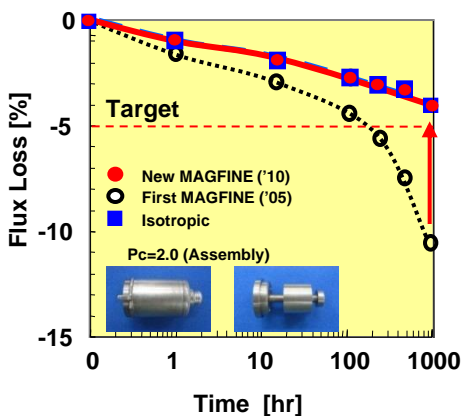 0
-5
-10
-15
Flux Loss [%]
Target
New MAGFINE ('10)
First MAGFINE ('05)
Isotropic
Pc=2.0 (Assembly)
0 1 10 100 1000
Time [hr]